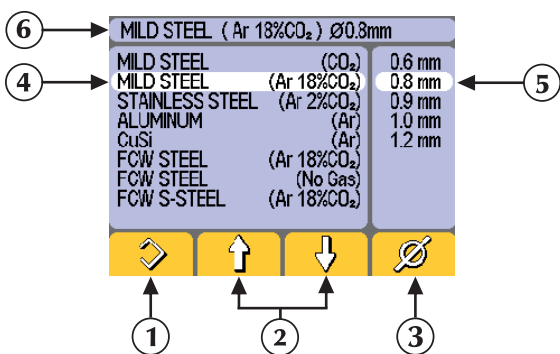 MILD STEEL ( Ar 18%CO₂ ) Ø0.8mm
6
MILD STEEL (CO₂) 0.6 mm
4 MILD STEEL (Ar 18%CO₂) 0.8 mm 5
STAINLESS STEEL (Ar 2%CO₂) 0.9 mm
ALUMINUM (Ar) 1.0 mm
CuSi (Ar) 1.2 mm
FCW STEEL (Ar 18%CO₂)
FCW STEEL (No Gas)
FCW S-STEEL (Ar 18%CO₂)
Ø
1 2 3